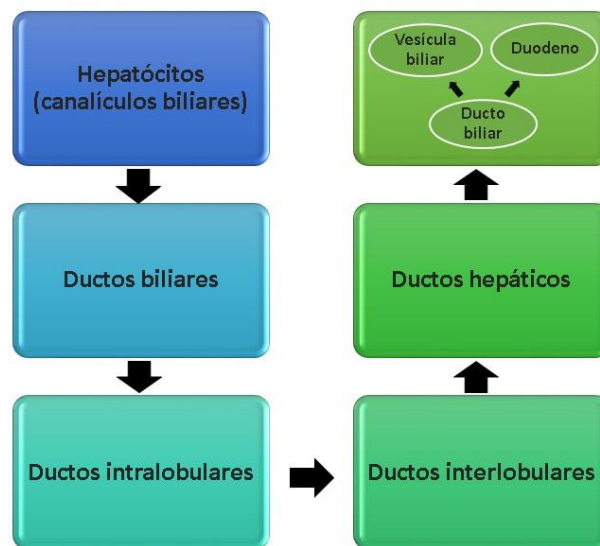 Hepatócitos
(canalículos biliares)
Ductos biliares
Ductos intralobulares
Ductos interlobulares
Ductos hepáticos
Ducto
biliar
Vesícula
biliar
Duodeno